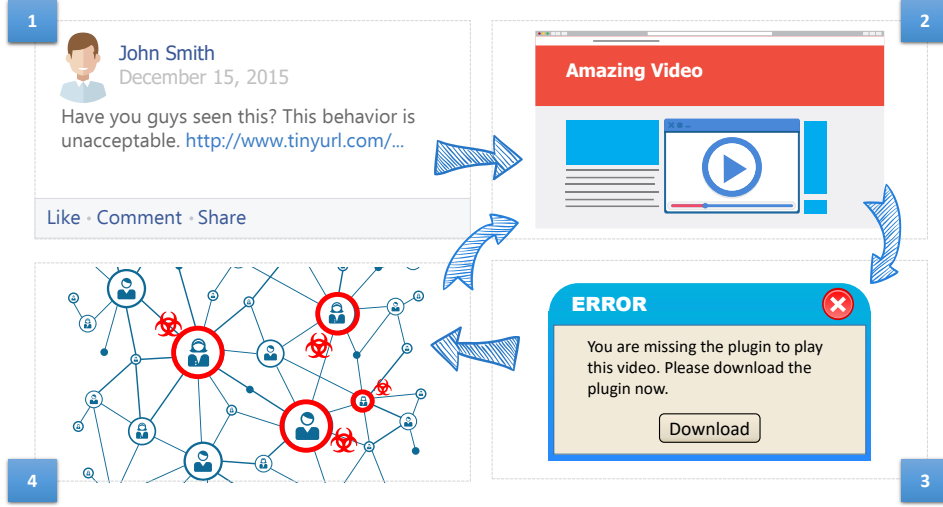 1
John Smith
December 15, 2015
Have you guys seen this? This behavior is
unacceptable. http://www.tinyurl.com/...
Like • Comment • Share
2
Amazing Video
ERROR
You are missing the plugin to play
this video. Please download the
plugin now.
Download
3
4